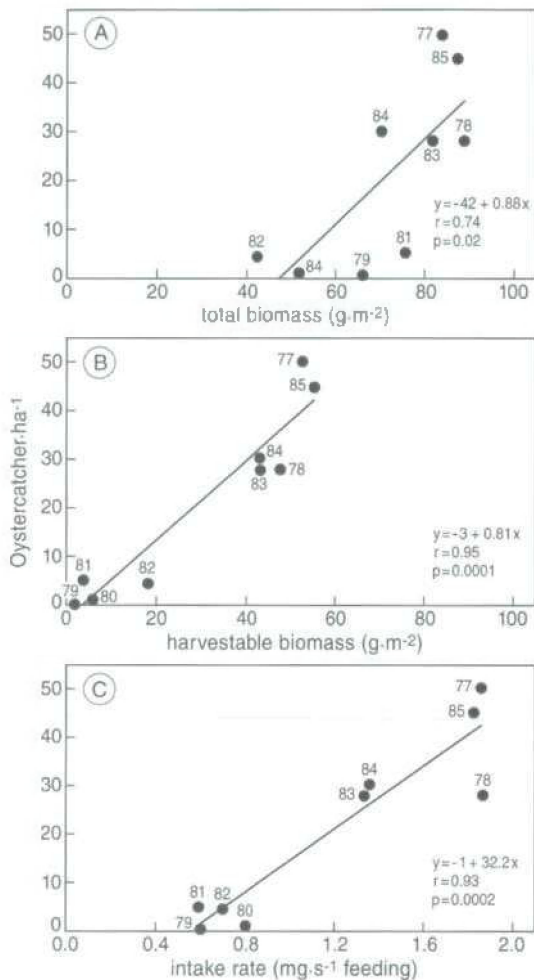 A
50
40
30
20
10
0
77
85
84
83
78
82
84
79
81
y=-42 + 0.88x
r=0.74
p=0.02
0 20 40 60 80 100
total biomass (g·m-2)
B
Oystercatcher·ha-1
50
40
30
20
10
0
77
85
84
83
78
81
82
79
80
y=-3 + 0.81x
r=0.95
p=0.0001
0 20 40 60 80 100
harvestable biomass (g·m-2)
C
50
40
30
20
10
0
77
85
84
83
78
81
82
79
80
y=-1 + 32.2x
r=0.93
p=0.0002
0.0 0.4 0.8 1.2 1.6 2.0
intake rate (mg·s-1 feeding)